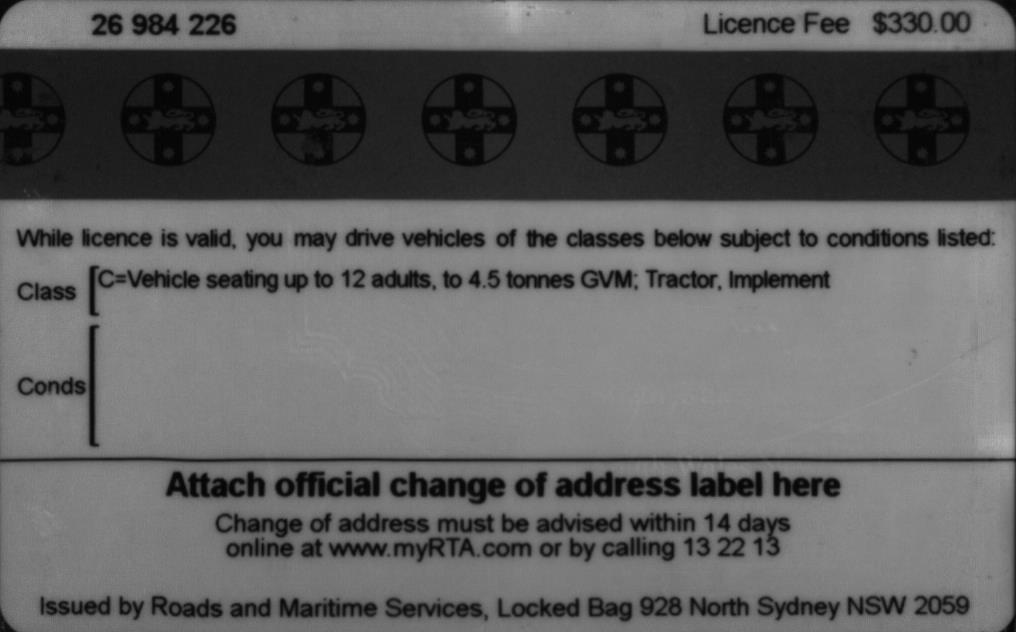 26 984 226 Licence Fee $330.00
While licence is valid, you may drive vehicles of the classes below subject to conditions listed:
Class C=Vehicle seating up to 12 adults, to 4.5 tonnes GVM; Tractor, Implement
Conds
Attach official change of address label here
Change of address must be advised within 14 days
online at www.myRTA.com or by calling 13 22 13
Issued by Roads and Maritime Services, Locked Bag 928 North Sydney NSW 2059